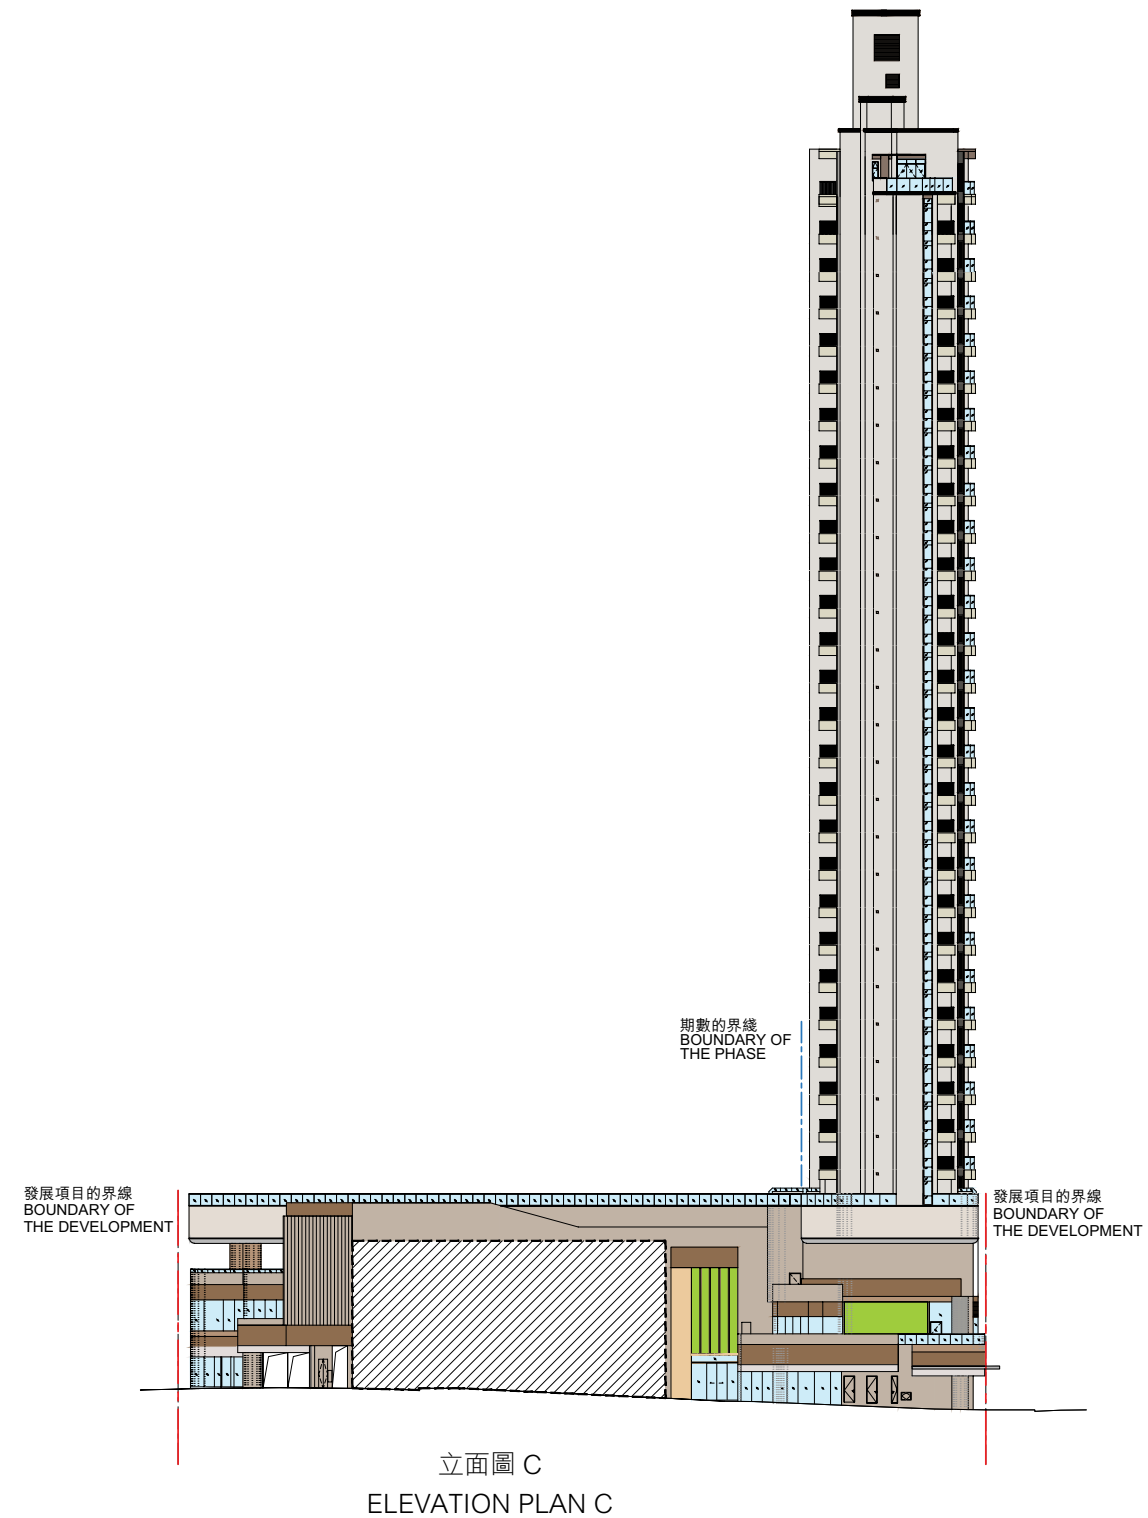 期數的界綫
BOUNDARY OF
THE PHASE
發展項目的界線
BOUNDARY OF
THE DEVELOPMENT
發展項目的界線
BOUNDARY OF
THE DEVELOPMENT
立面圖 C
ELEVATION PLAN C